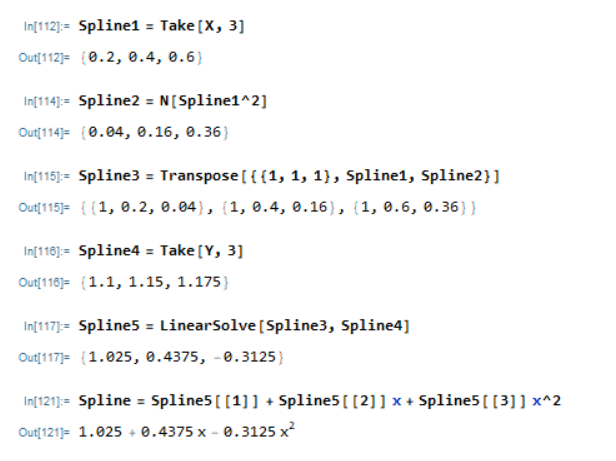 In[112]:= Spline1 = Take[X, 3]
Out[112]= {0.2, 0.4, 0.6}
In[114]:= Spline2 = N[Spline1^2]
Out[114]= {0.04, 0.16, 0.36}
In[115]:= Spline3 = Transpose[{{1, 1, 1}, Spline1, Spline2}]
Out[115]= {{1, 0.2, 0.04}, {1, 0.4, 0.16}, {1, 0.6, 0.36}}
In[116]:= Spline4 = Take[Y, 3]
Out[116]= {1.1, 1.15, 1.175}
In[117]:= Spline5 = LinearSolve[Spline3, Spline4]
Out[117]= {1.025, 0.4375, -0.3125}
In[121]:= Spline = Spline5[[1]] + Spline5[[2]] x + Spline5[[3]] x^2
Out[121]= 1.025 + 0.4375 x - 0.3125 x²